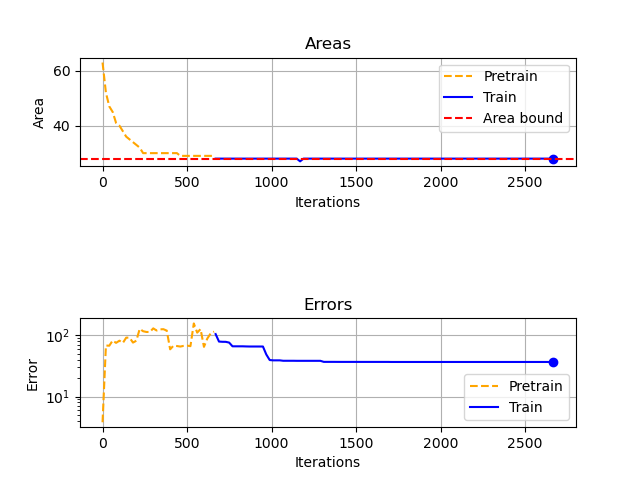 Areas
60
40
Area
Pretrain
Train
Area bound
0
500
1000
1500
2000
2500
Iterations
Errors
10²
10¹
Error
Pretrain
Train
0
500
1000
1500
2000
2500
Iterations